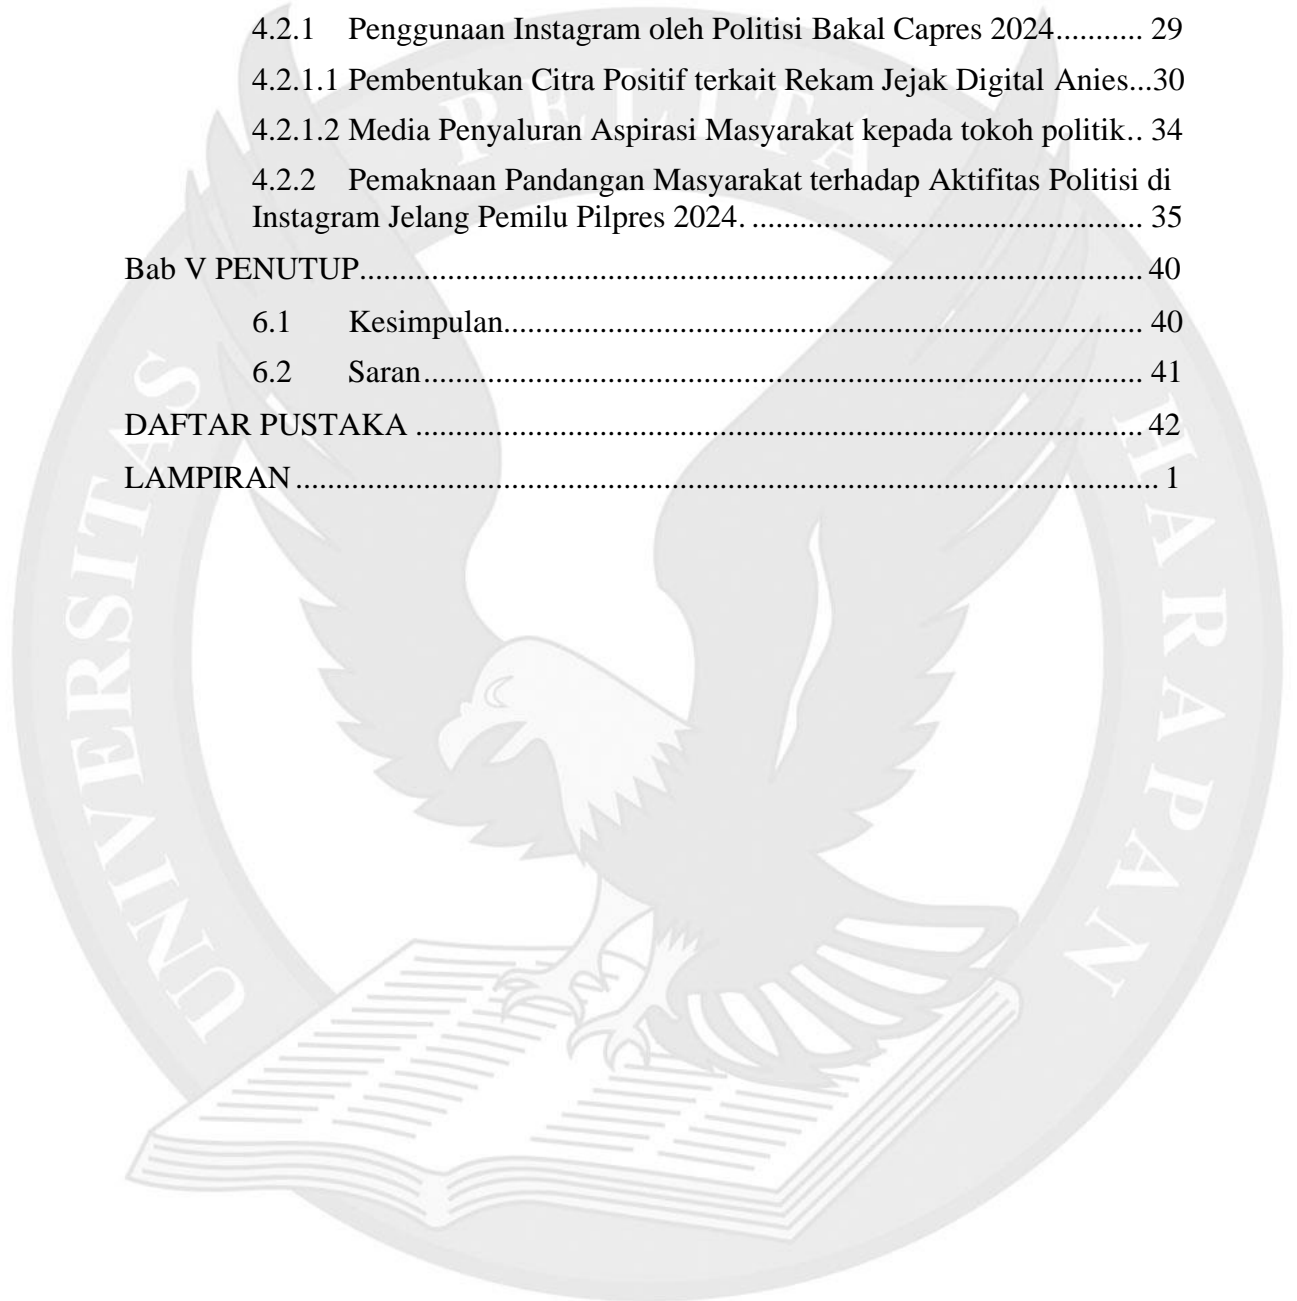 4.2.1 Penggunaan Instagram oleh Politisi Bakal Capres 2024........... 29
4.2.1.1 Pembentukan Citra Positif terkait Rekam Jejak Digital Anies...30
4.2.1.2 Media Penyaluran Aspirasi Masyarakat kepada tokoh politik.. 34
4.2.2 Pemaknaan Pandangan Masyarakat terhadap Aktifitas Politisi di
Instagram Jelang Pemilu Pilpres 2024. .................................................. 35
Bab V PENUTUP.................................................................................................... 40
6.1 Kesimpulan.................................................................................. 40
6.2 Saran............................................................................................ 41
DAFTAR PUSTAKA ............................................................................................. 42
LAMPIRAN .............................................................................................................. 1
UNIVERSITAS PELITA HARAPAN